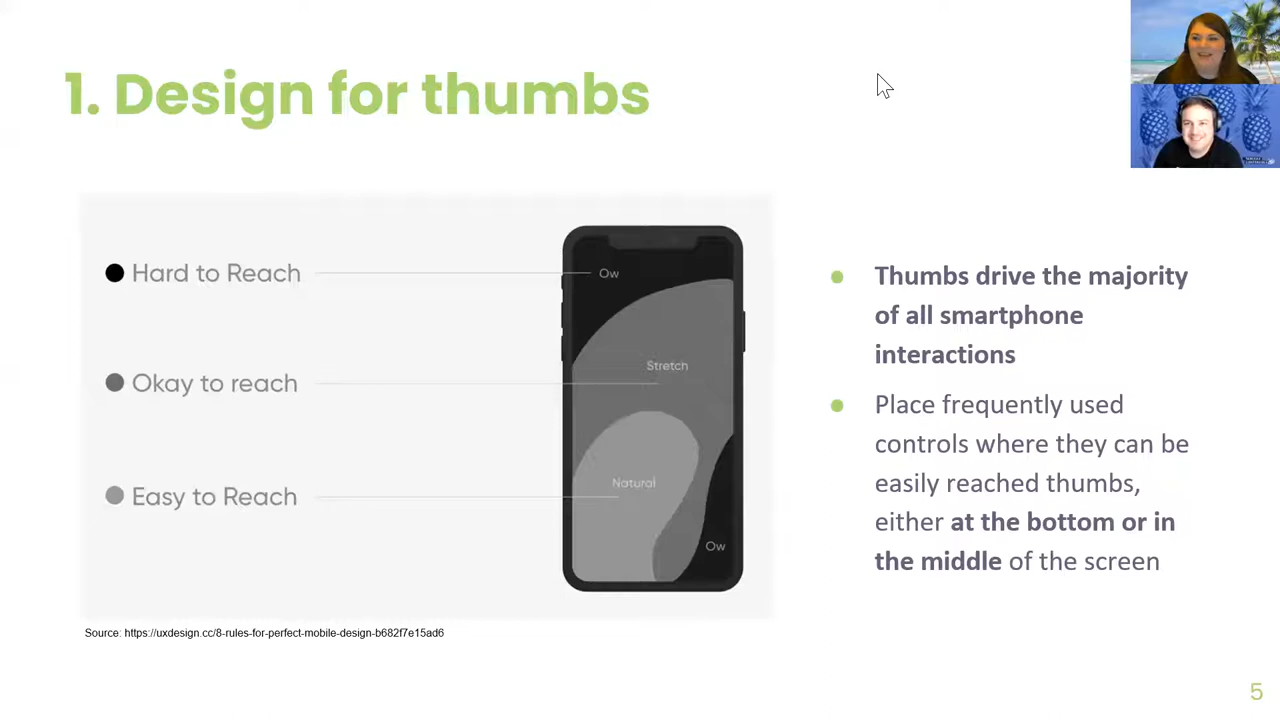 1. Design for thumbs
Hard to Reach
Ow
Stretch
Okay to reach
Natural
Easy to Reach
Ow
Source: https://uxdesign.cc/8-rules-for-perfect-mobile-design-b682f7e15ad6
Thumbs drive the majority
of all smartphone
interactions
Place frequently used
controls where they can be
easily reached thumbs,
either at the bottom or in
the middle of the screen
5